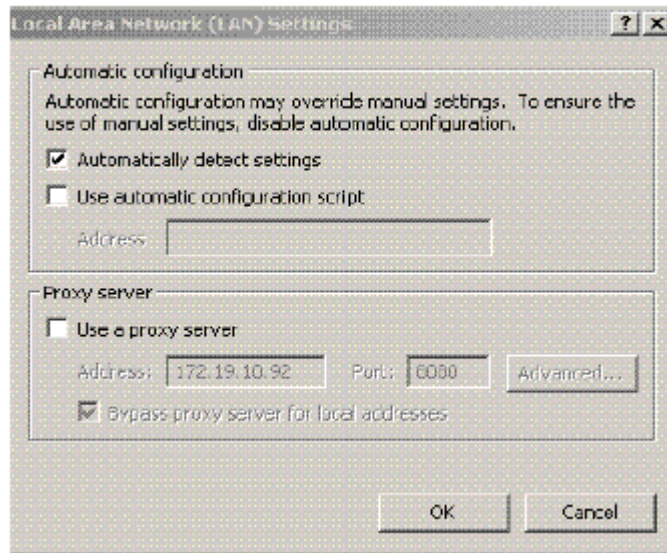 Local Area Network (LAN) Settings
Automatic configuration
Automatic configuration may override manual settings. To ensure the
use of manual settings, disable automatic configuration.
Automatically detect settings
Use automatic configuration script
Address
Proxy server
Use a proxy server
Address: 172.19.10.92 Port: Advanced...
Bypass proxy server for local addresses
OK Cancel